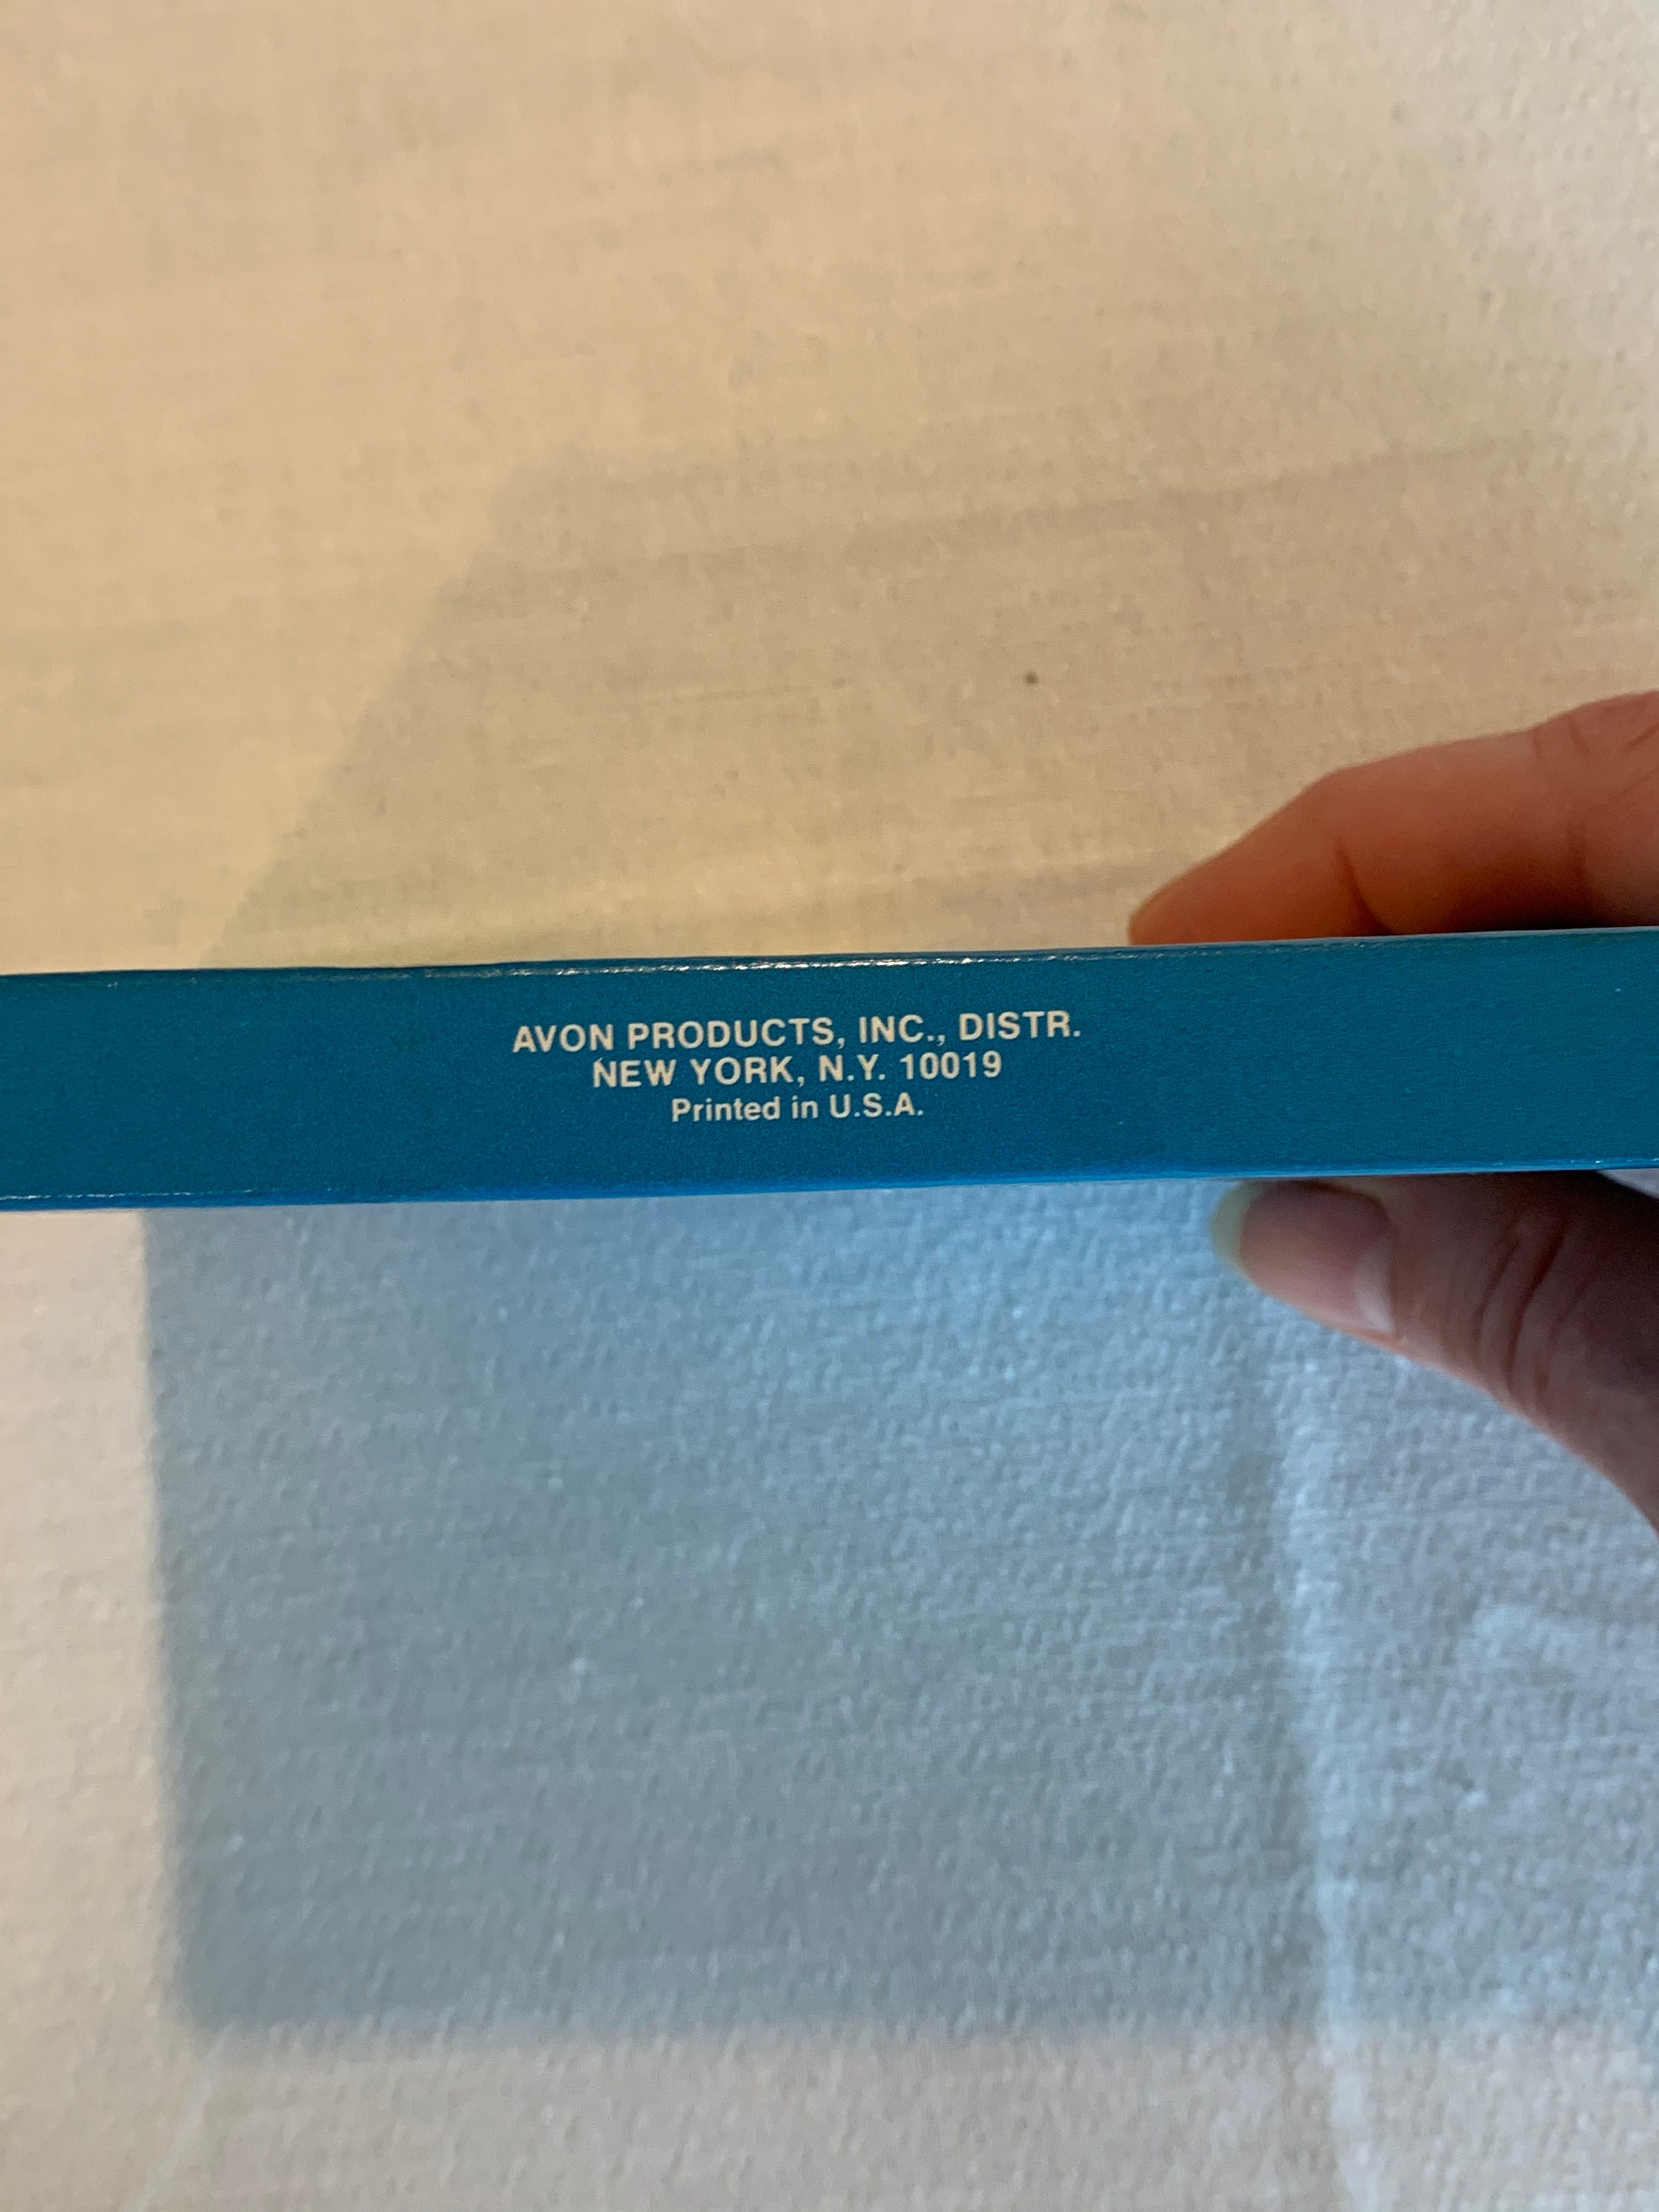 AVON PRODUCTS, INC., DISTR.
NEW YORK, N.Y. 10019
Printed in U.S.A.